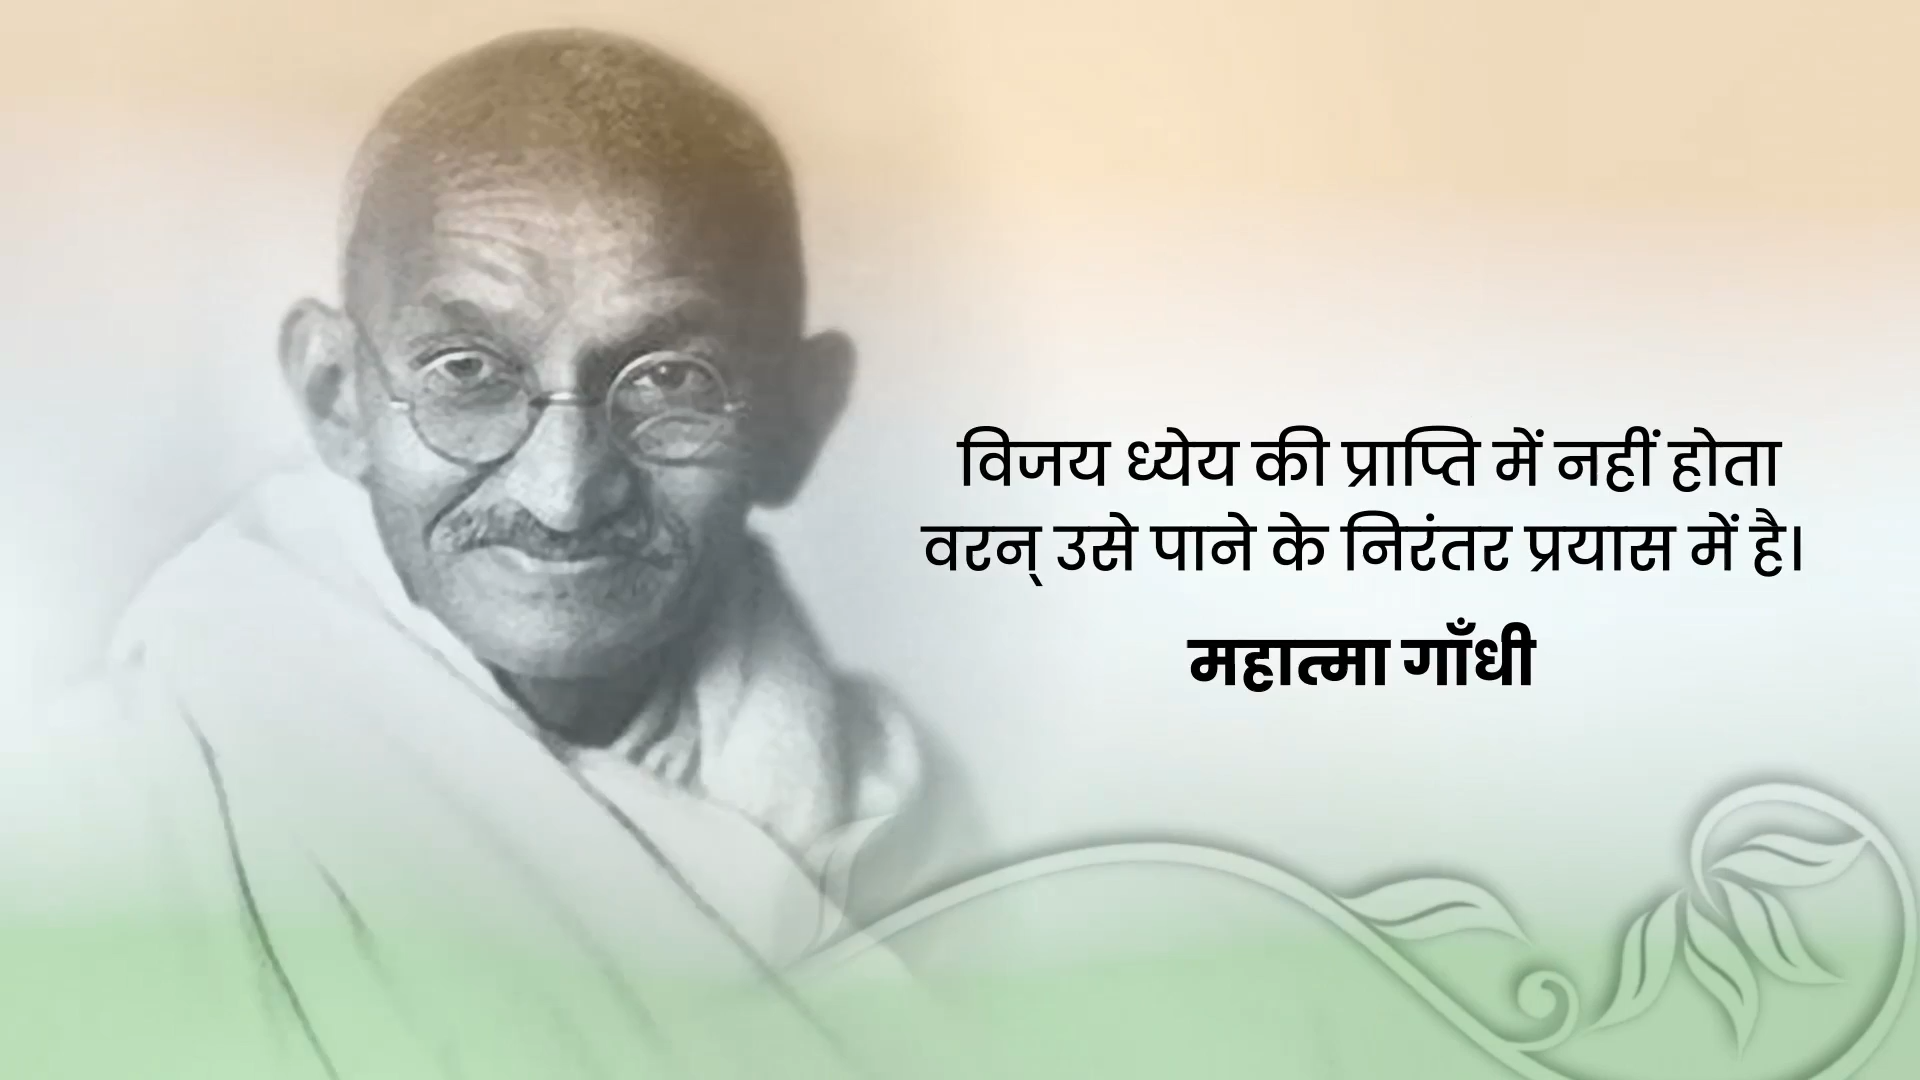 विजय ध्येय की प्राप्ति में नहीं होता
वरन् उसे पाने के निरंतर प्रयास में है।
महात्मा गाँधी